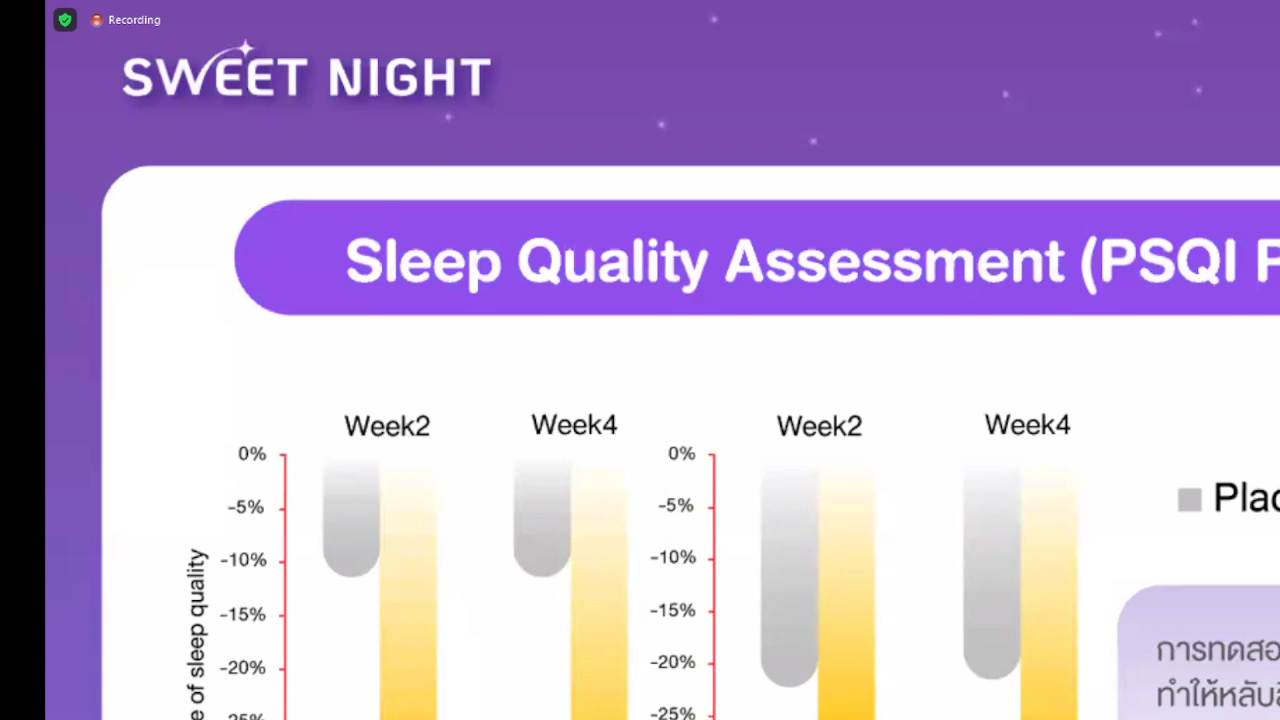 Recording
SWEET NIGHT
Sleep Quality Assessment (PSQI
Week2 Week4 Week2 Week4
0% 0%
-5% -5%
-10% -10%
-15% -15%
-20% -20%
-25% -25%
of sleep quality
การทดสอ
ทำให้หลับ